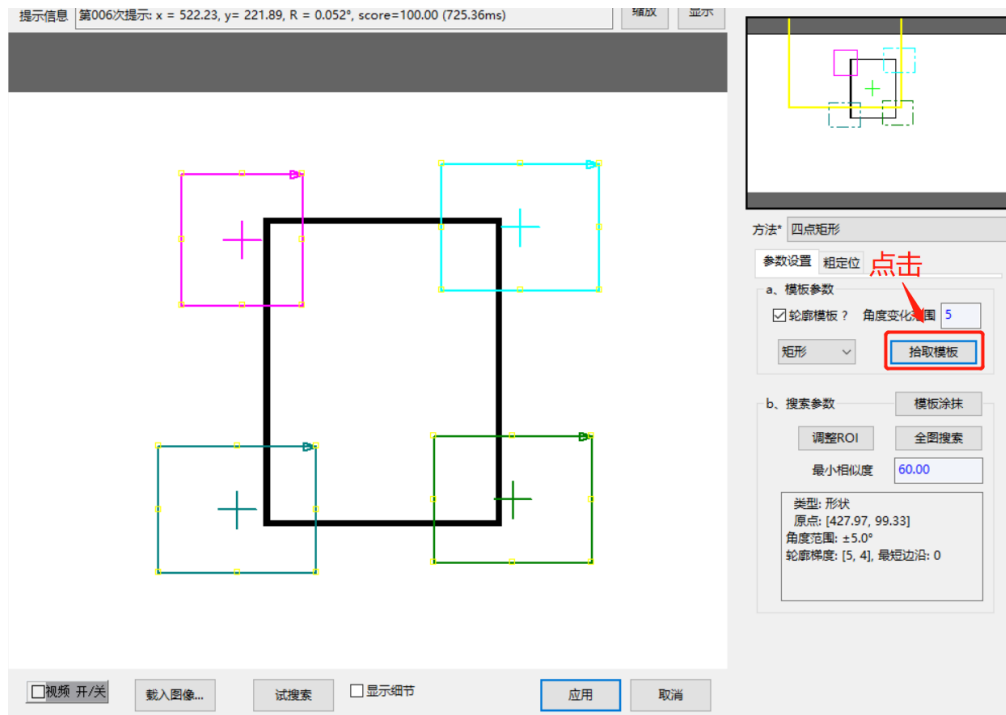 提示信息 第006次提示: x = 522.23, y= 221.89, R = 0.052°, score=100.00 (725.36ms) 缩放 显示
方法* 四点矩形
参数设置 粗定位 点击
a、模板参数
轮廓模板 ? 角度变化范围 5
矩形 拾取模板
b、搜索参数 模板涂抹
调整ROI 全图搜索
最小相似度 60.00
类型: 形状
原点: [427.97, 99.33]
角度范围: ±5.0°
轮廓梯度: [5, 4], 最短边沿: 0
视频 开/关 载入图像... 试搜索 显示细节 应用 取消